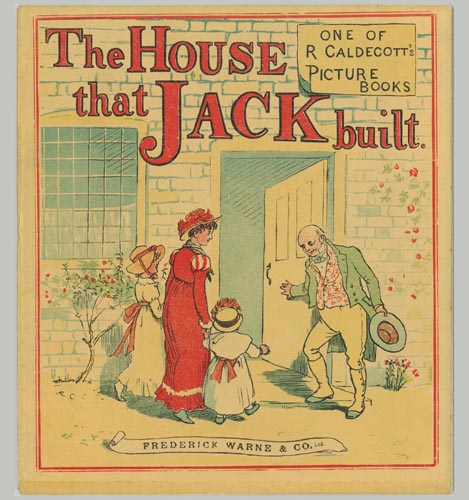 The HOUSE
that JACK built.
ONE OF
R CALDECOTT'S
PICTURE
BOOKS
R. C.
FREDERICK WARNE & CO. Ltd